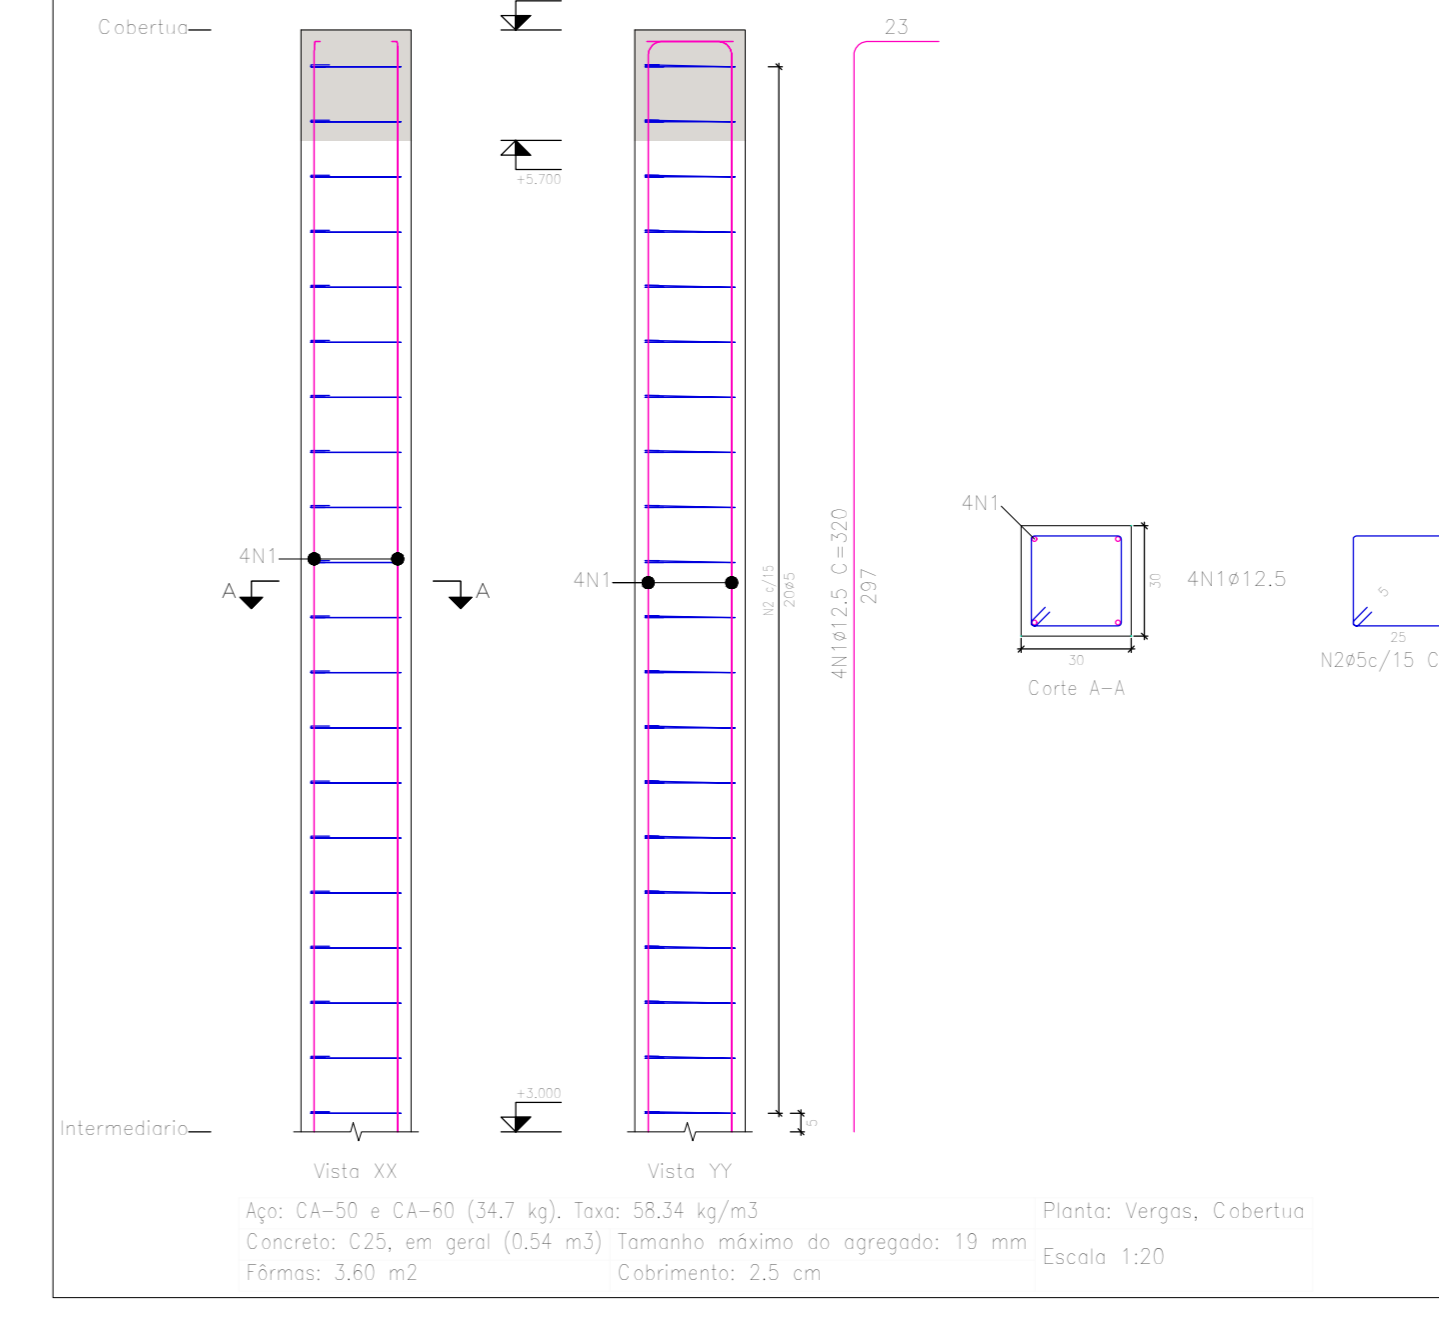 Cobertua
23
+5.700
4N1
A
A
4N1
N2 c/15
20ø5
4N1ø12.5 C=320
297
4N1
30
30
Corte A-A
4N1ø12.5
5
25
N2ø5c/15 C
+3.000
5
Intermediario
Vista XX
Vista YY
Aço: CA-50 e CA-60 (34.7 kg). Taxa: 58.34 kg/m3
Planta: Vergas, Cobertua
Concreto: C25, em geral (0.54 m3)
Tamanho máximo do agregado: 19 mm
Escala 1:20
Fôrmas: 3.60 m2
Cobrimento: 2.5 cm